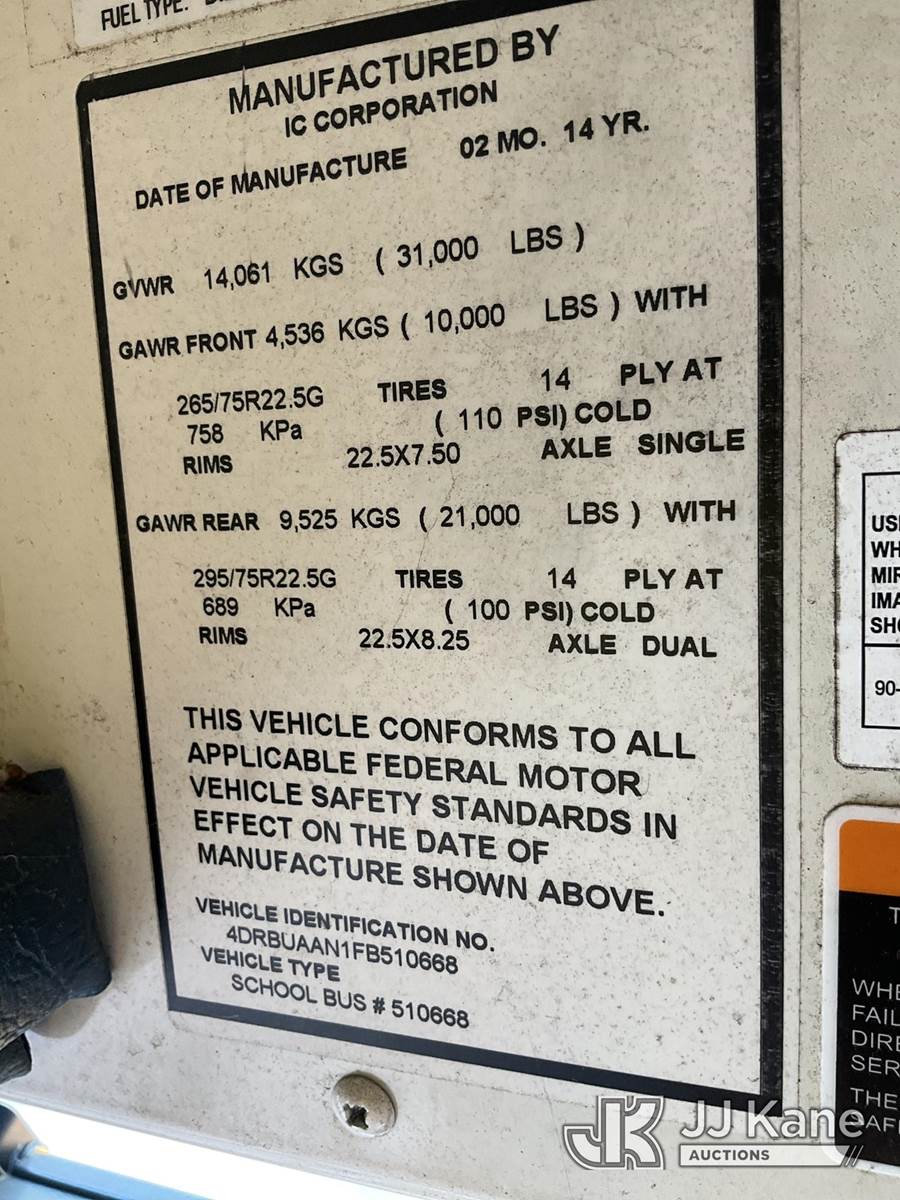 FUEL TYPE:
MANUFACTURED BY
IC CORPORATION
DATE OF MANUFACTURE 02 MO. 14 YR.
GVWR 14,061 KGS ( 31,000 LBS )
GAWR FRONT 4,536 KGS ( 10,000 LBS ) WITH
265/75R22.5G TIRES 14 PLY AT
758 KPa ( 110 PSI) COLD
RIMS 22.5X7.50 AXLE SINGLE
GAWR REAR 9,525 KGS ( 21,000 LBS ) WITH
295/75R22.5G TIRES 14 PLY AT
689 KPa ( 100 PSI) COLD
RIMS 22.5X8.25 AXLE DUAL
THIS VEHICLE CONFORMS TO ALL
APPLICABLE FEDERAL MOTOR
VEHICLE SAFETY STANDARDS IN
EFFECT ON THE DATE OF
MANUFACTURE SHOWN ABOVE.
VEHICLE IDENTIFICATION NO.
4DRBUAAN1FB510668
VEHICLE TYPE
SCHOOL BUS # 510668
90-
THE
JK JJ Kane
AUCTIONS